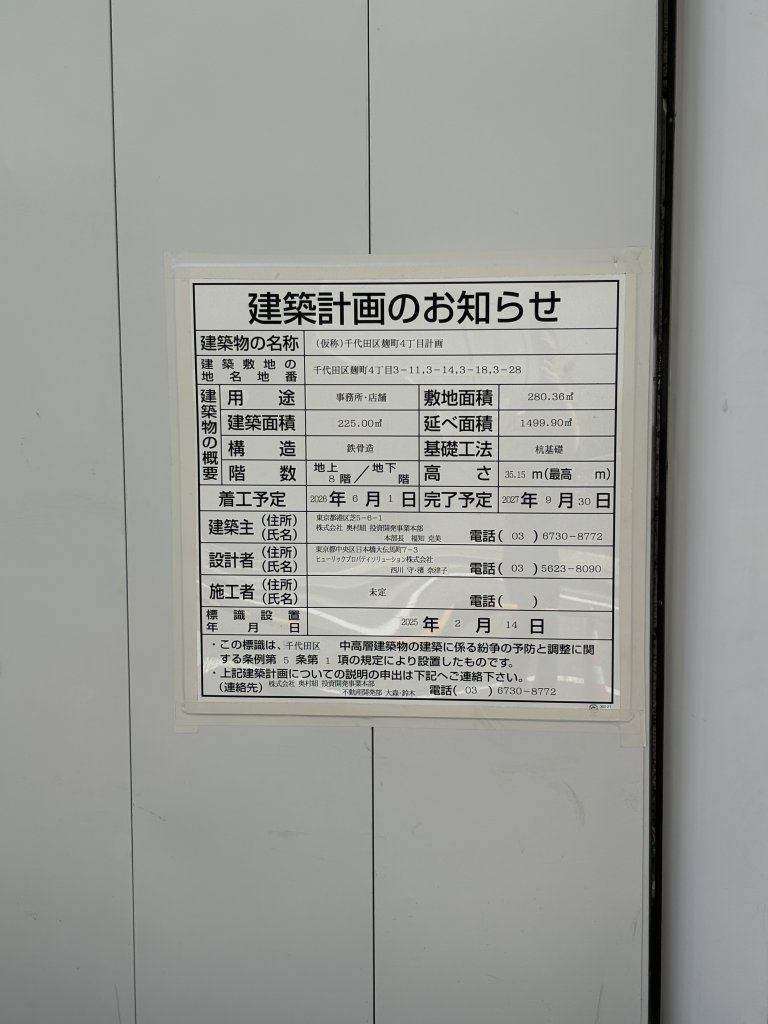 建築計画のお知らせ
建築物の名称 (仮称)千代田区麹町4丁目計画
建築敷地の地名地番 千代田区麹町4丁目3-11,3-14,3-18,3-28
建築物の概要
用途 事務所・店舗 敷地面積 280.36㎡
建築面積 225.00㎡ 延べ面積 1499.90㎡
構造 鉄骨造 基礎工法 杭基礎
階数 地上8階/地下 階 高さ 35.15 m(最高 m)
着工予定 2026年6月1日 完了予定 2027年9月30日
建築主(住所)(氏名)
東京都港区芝5-6-1
株式会社 奥村組 投資開発事業本部
本部長 福知 克美 電話(03)6730-8772
設計者(住所)(氏名)
東京都中央区日本橋大伝馬町7-3
ヒューリックプロパティソリューション株式会社
西川 守・濱 奈津子 電話(03)5623-8090
施工者(住所)(氏名) 未定 電話( )
標識設置年月日 2025年2月14日
・この標識は、千代田区 中高層建築物の建築に係る紛争の予防と調整に関
する条例第5条第1項の規定により設置したものです。
・上記建築計画についての説明の申出は下記へご連絡下さい。
(連絡先) 株式会社 奥村組 投資開発事業本部
不動産開発部 大森・鈴木 電話(03)6730-8772